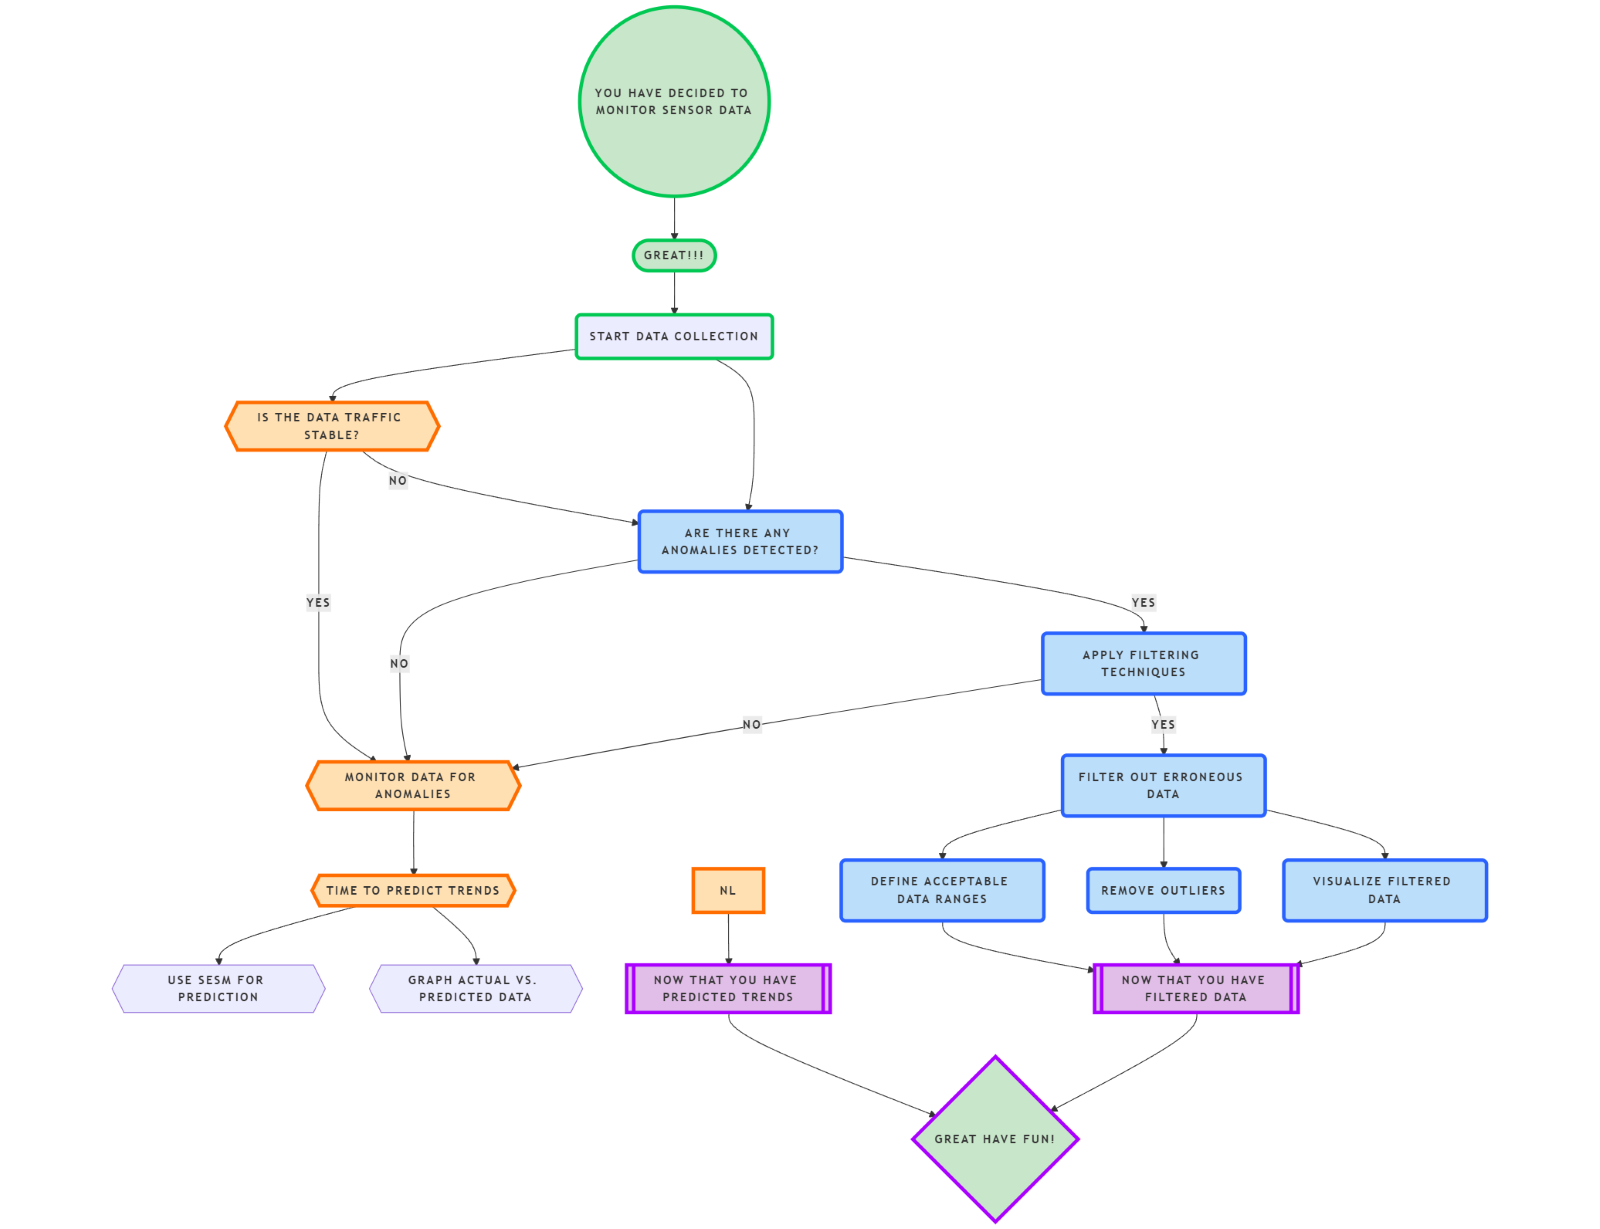 YOU HAVE DECIDED TO
MONITOR SENSOR DATA
GREAT!!!
START DATA COLLECTION
IS THE DATA TRAFFIC
STABLE?
NO
ARE THERE ANY
ANOMALIES DETECTED?
YES
YES
NO
APPLY FILTERING
TECHNIQUES
NO
YES
MONITOR DATA FOR
ANOMALIES
FILTER OUT ERRONEOUS
DATA
TIME TO PREDICT TRENDS
NL
DEFINE ACCEPTABLE
DATA RANGES
REMOVE OUTLIERS
VISUALIZE FILTERED
DATA
USE SESM FOR
PREDICTION
GRAPH ACTUAL VS.
PREDICTED DATA
NOW THAT YOU HAVE
PREDICTED TRENDS
NOW THAT YOU HAVE
FILTERED DATA
GREAT HAVE FUN!